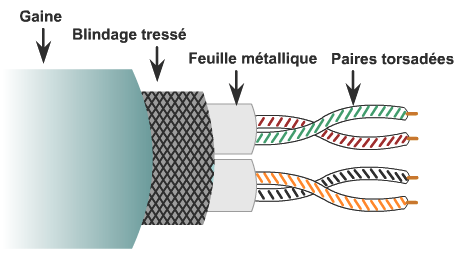 Gaine
Blindage tressé
Feuille métallique
Paires torsadées